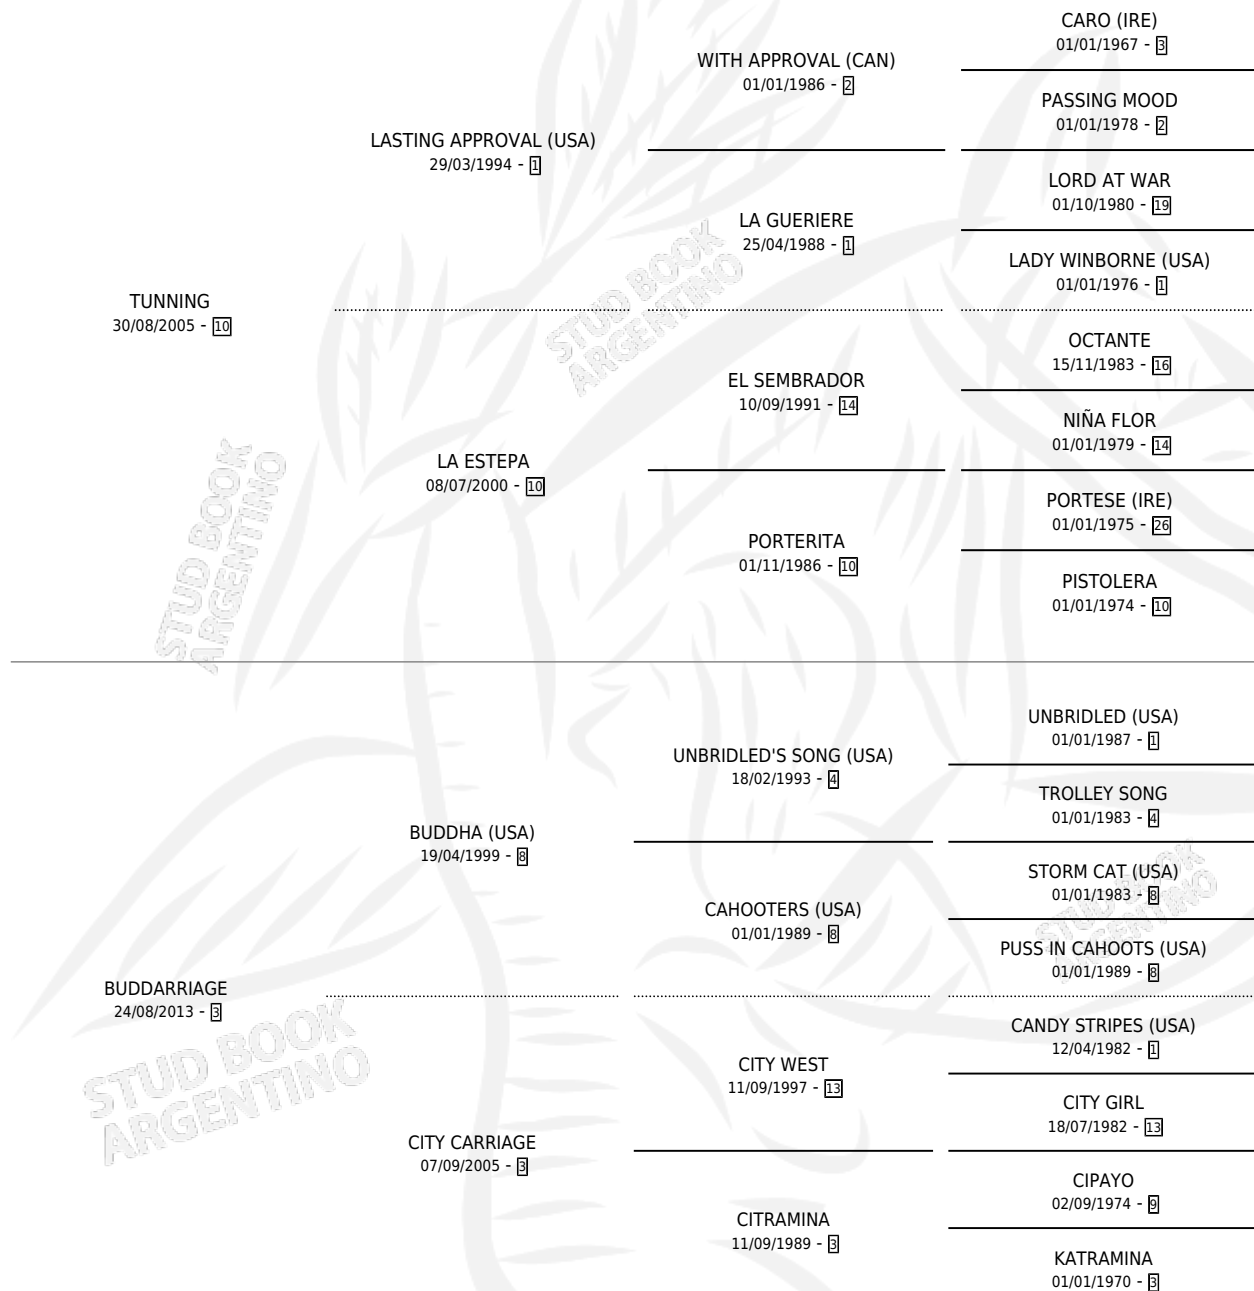 CARO (IRE)
01/01/1967 - 3
WITH APPROVAL (CAN)
01/01/1986 - 2
PASSING MOOD
01/01/1978 - 2
LASTING APPROVAL (USA)
29/03/1994 - 1
LORD AT WAR
01/10/1980 - 19
LA GUERIERE
25/04/1988 - 1
LADY WINBORNE (USA)
01/01/1976 - 1
TUNNING
30/08/2005 - 10
OCTANTE
15/11/1983 - 16
EL SEMBRADOR
10/09/1991 - 14
NIÑA FLOR
01/01/1979 - 14
LA ESTEPA
08/07/2000 - 10
PORTESE (IRE)
01/01/1975 - 26
PORTERITA
01/11/1986 - 10
PISTOLERA
01/01/1974 - 10
UNBRIDLED (USA)
01/01/1987 - 1
UNBRIDLED'S SONG (USA)
18/02/1993 - 4
TROLLEY SONG
01/01/1983 - 4
BUDDHA (USA)
19/04/1999 - 8
STORM CAT (USA)
01/01/1983 - 8
CAHOOTERS (USA)
01/01/1989 - 8
PUSS IN CAHOOTS (USA)
01/01/1989 - 8
BUDDARRIAGE
24/08/2013 - 3
CANDY STRIPES (USA)
12/04/1982 - 1
CITY WEST
11/09/1997 - 13
CITY GIRL
18/07/1982 - 13
CITY CARRIAGE
07/09/2005 - 3
CIPAYO
02/09/1974 - 9
CITRAMINA
11/09/1989 - 3
KATRAMINA
01/01/1970 - 3
STUD BOOK
ARGENTINO
STUD BOOK
ARGENTINO
STUD BOOK
ARGENTINO
STUD BOOK
ARGENTINO